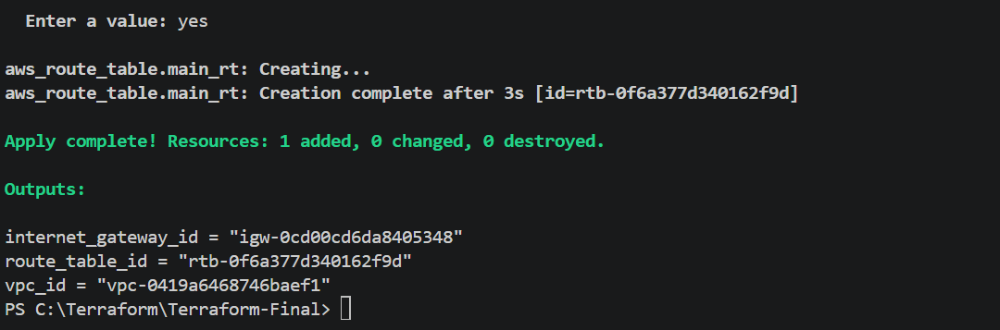 Enter a value: yes
aws_route_table.main_rt: Creating...
aws_route_table.main_rt: Creation complete after 3s [id=rtb-0f6a377d340162f9d]
Apply complete! Resources: 1 added, 0 changed, 0 destroyed.
Outputs:
internet_gateway_id = "igw-0cd00cd6da8405348"
route_table_id = "rtb-0f6a377d340162f9d"
vpc_id = "vpc-0419a6468746baef1"
PS C:\Terraform\Terraform-Final>